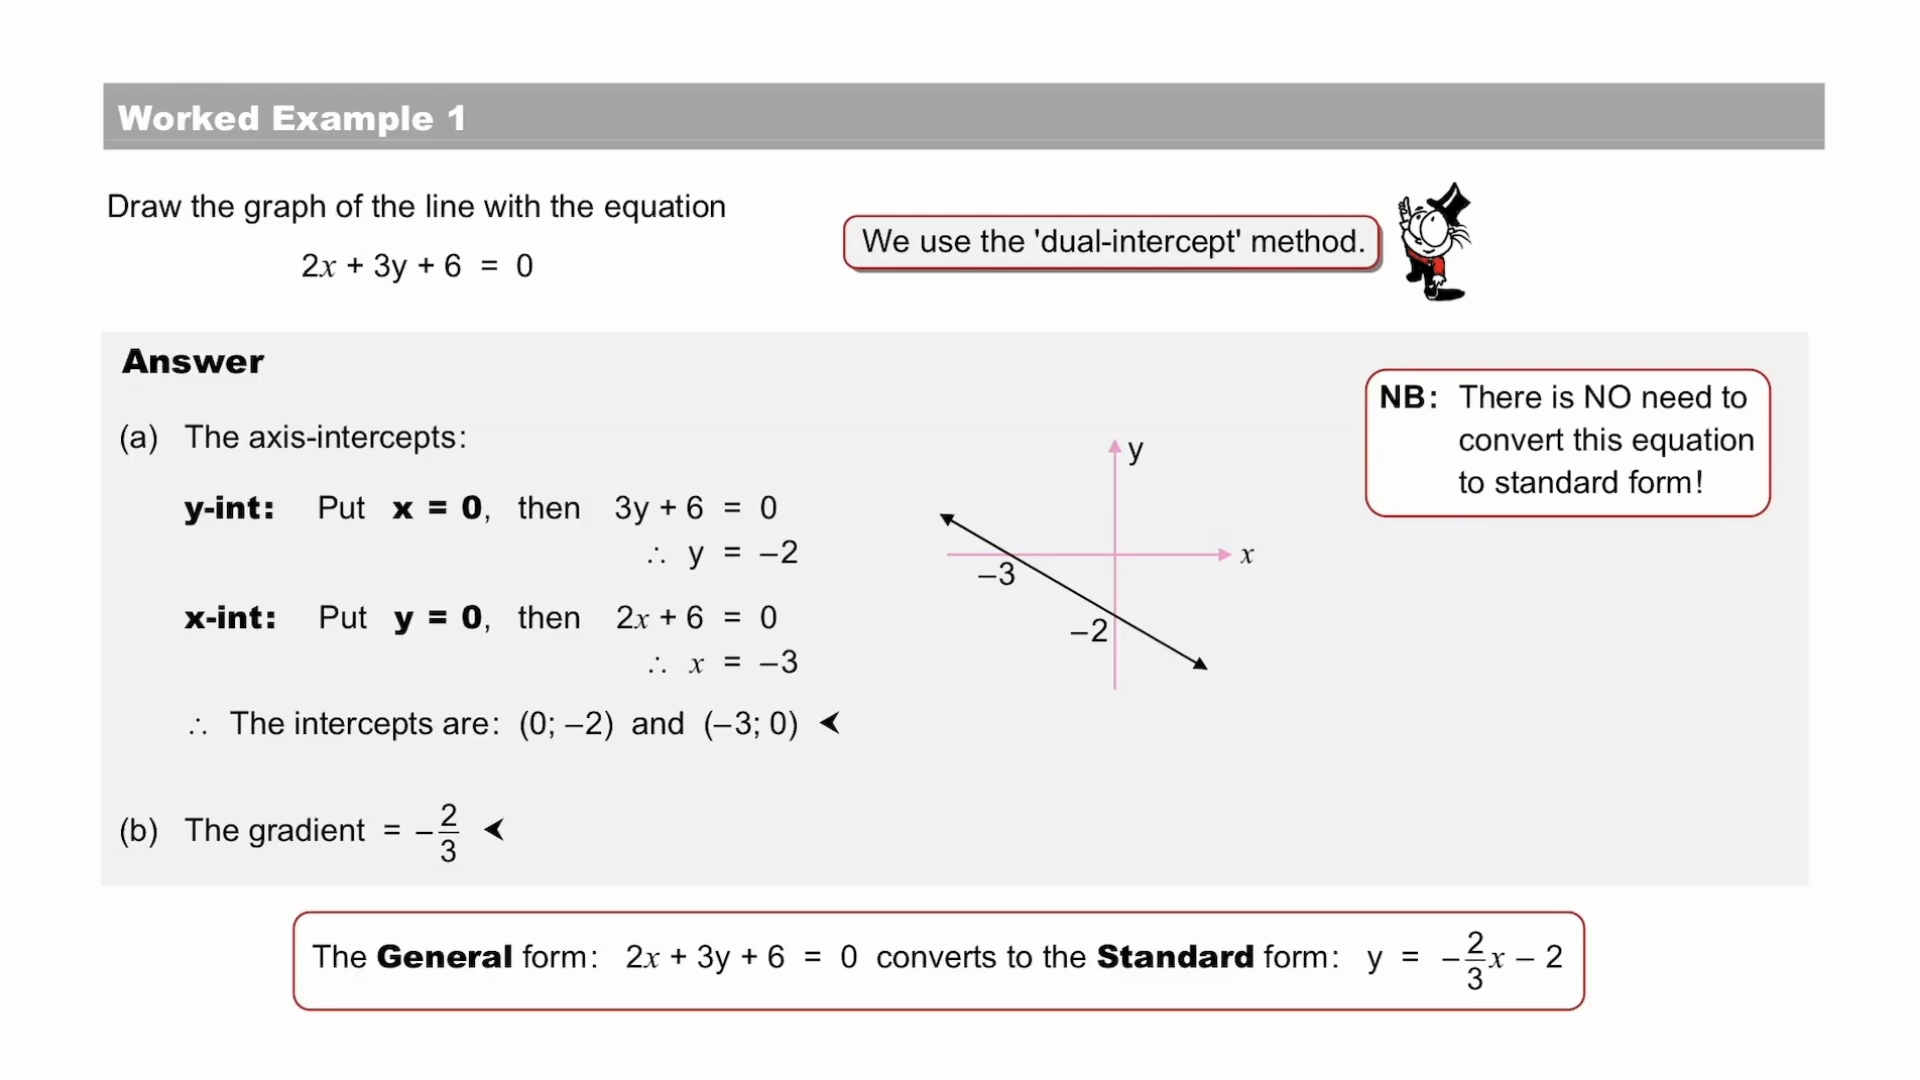 Worked Example 1
Draw the graph of the line with the equation
2x + 3y + 6 = 0
We use the 'dual-intercept' method.
Answer
NB: There is NO need to
convert this equation
to standard form!
(a) The axis-intercepts:
y-int: Put x = 0, then 3y + 6 = 0
∴ y = –2
x-int: Put y = 0, then 2x + 6 = 0
∴ x = –3
∴ The intercepts are: (0; –2) and (–3; 0) ⮜
y
x
–3
–2
(b) The gradient = –2/3 ⮜
The General form: 2x + 3y + 6 = 0 converts to the Standard form: y = –2/3x – 2